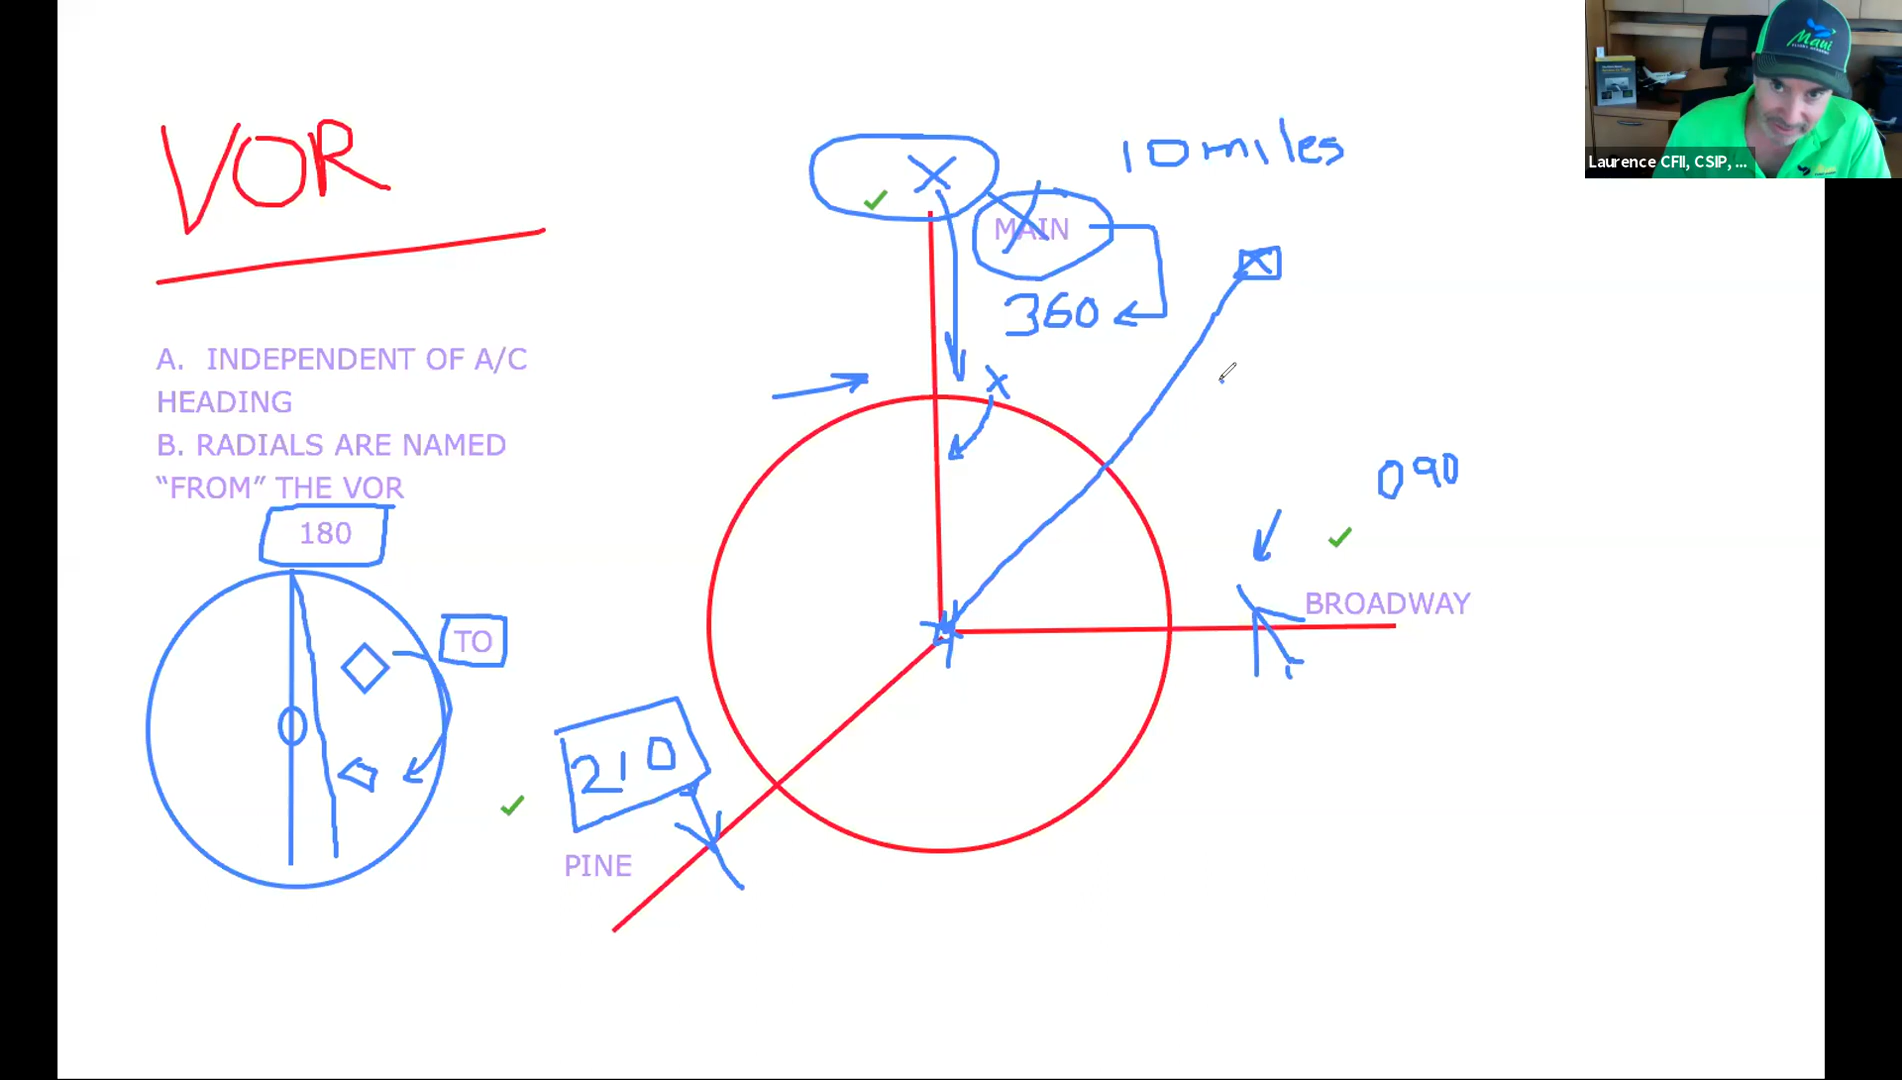 VOR
A. INDEPENDENT OF A/C
HEADING
B. RADIALS ARE NAMED
“FROM” THE VOR
180
TO
X
MAIN
360
10 miles
X
X
090
BROADWAY
210
PINE
Maui
Laurence CFII, CSIP, ...